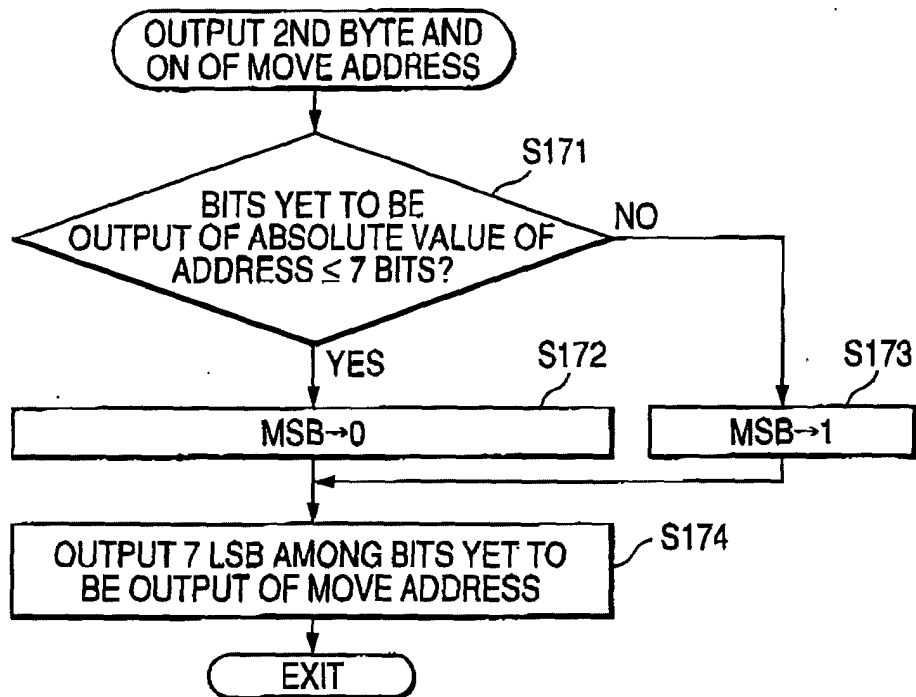 OUTPUT 2ND BYTE AND
ON OF MOVE ADDRESS
S171
BITS YET TO BE
OUTPUT OF ABSOLUTE VALUE OF
ADDRESS ≤ 7 BITS?
NO
YES
S172
S173
MSB→0
MSB→1
S174
OUTPUT 7 LSB AMONG BITS YET TO
BE OUTPUT OF MOVE ADDRESS
EXIT